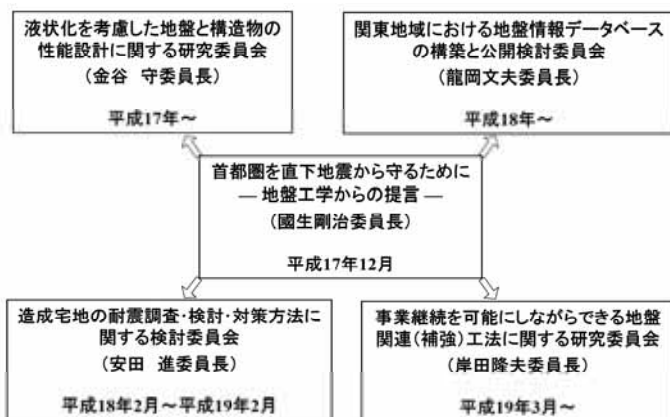 液状化を考慮した地盤と構造物の
性能設計に関する研究委員会
(金谷　守委員長)
平成17年～
関東地域における地盤情報データベース
の構築と公開検討委員会
(龍岡文夫委員長)
平成18年～
首都圏を直下地震から守るために
― 地盤工学からの提言 ―
(國生剛治委員長)
平成17年12月
造成宅地の耐震調査・検討・対策方法に
関する検討委員会
(安田　進委員長)
平成18年2月～平成19年2月
事業継続を可能にしながらできる地盤
関連(補強)工法に関する研究委員会
(岸田隆夫委員長)
平成19年3月～